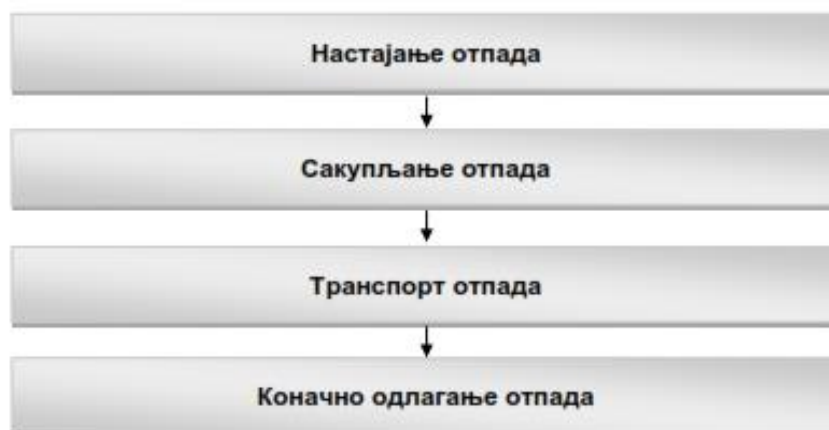 Настајање отпада
Сакупљање отпада
Транспорт отпада
Коначно одлагање отпада